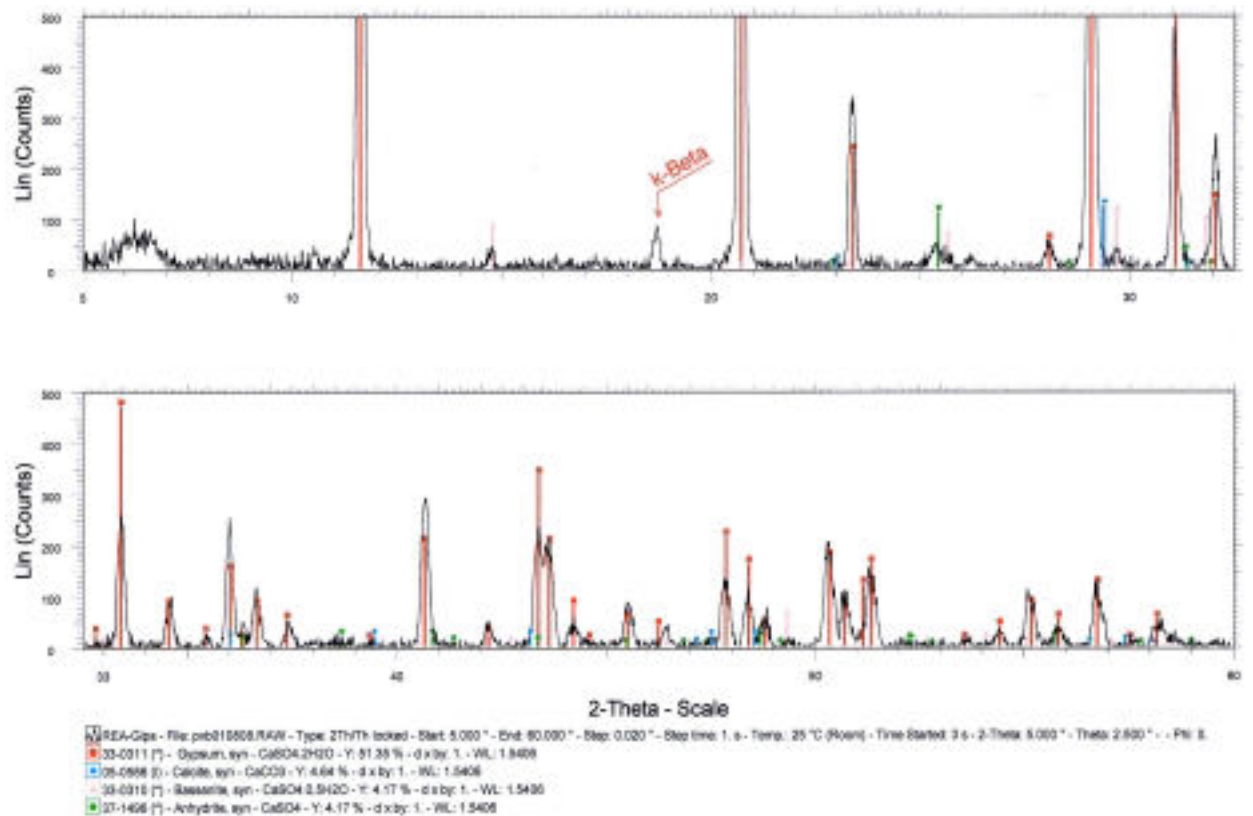 Lin (Counts)
500
400
300
200
100
0
k-Beta
5 10 20 30
Lin (Counts)
500
400
300
200
100
0
33 40 50 60
2-Theta - Scale
REA-Gips - File: - Type: 2Th/Th locked - Start: 5.000 ° - End: 60.000 ° - Step: 0.020 ° - Step time: 1. s - Temp.: 25 °C (Room) - Time Started: 3 s - 2-Theta: 5.000 ° - Theta: 2.500 ° - - Phi: 0.
33-0311 (*) - Gypsum, syn - CaSO4.2H2O - Y: - d x by: 1. - WL: 1.5406
05-0586 (I) - Calcite, syn - CaCO3 - Y: 4.64 % - d x by: 1. - WL: 1.5406
33-0310 (*) - Bassanite, syn - CaSO4.0.5H2O - Y: 4.17 % - d x by: 1. - WL: 1.5406
37-1496 (*) - Anhydrite, syn - CaSO4 - Y: 4.17 % - d x by: 1. - WL: 1.5406